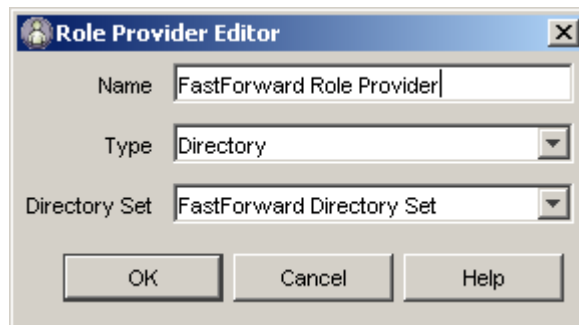 Role Provider Editor
Name FastForward Role Provider
Type Directory
Directory Set FastForward Directory Set
OK Cancel Help